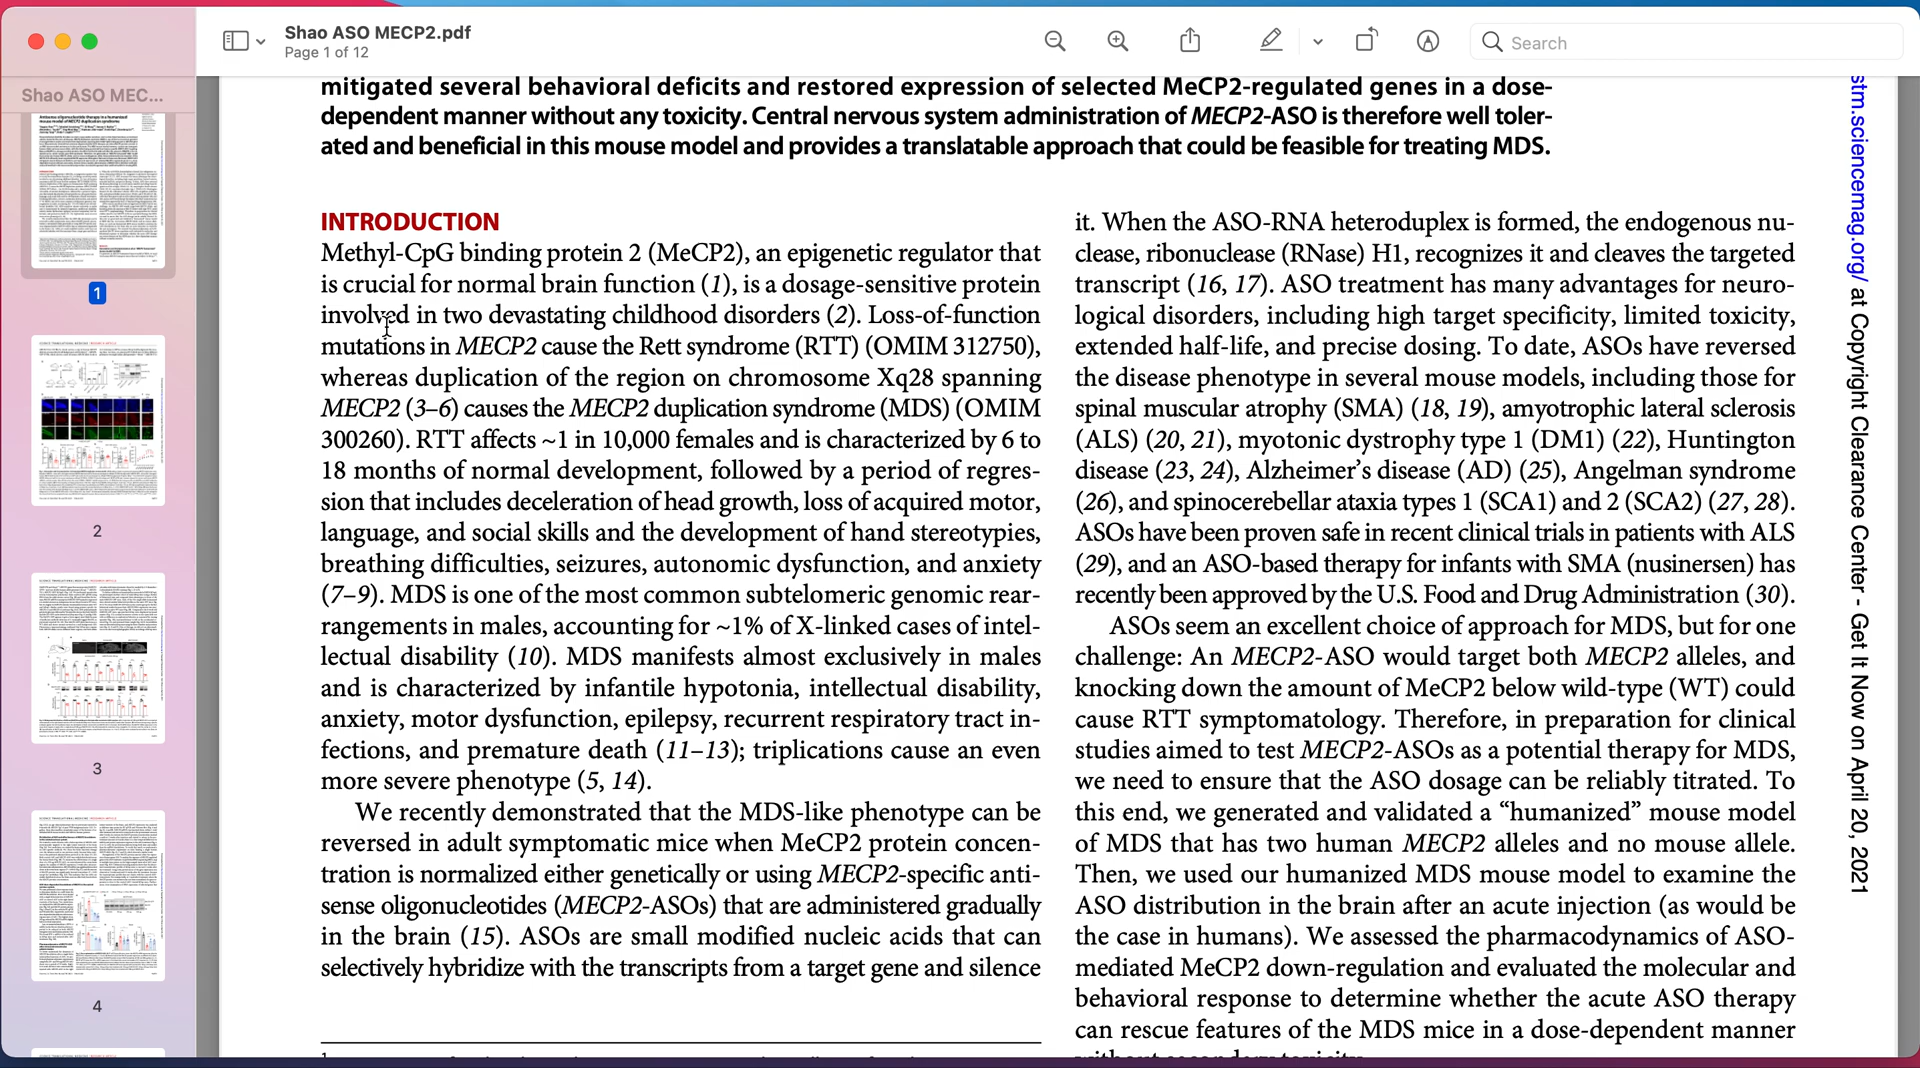 Shao ASO MECP2.pdf
Page 1 of 12
Search
Shao ASO MEC...
1
2
3
4
mitigated several behavioral deficits and restored expression of selected MeCP2-regulated genes in a dose-
dependent manner without any toxicity. Central nervous system administration of MECP2-ASO is therefore well toler-
ated and beneficial in this mouse model and provides a translatable approach that could be feasible for treating MDS.
INTRODUCTION
Methyl-CpG binding protein 2 (MeCP2), an epigenetic regulator that
is crucial for normal brain function (1), is a dosage-sensitive protein
involved in two devastating childhood disorders (2). Loss-of-function
mutations in MECP2 cause the Rett syndrome (RTT) (OMIM 312750),
whereas duplication of the region on chromosome Xq28 spanning
MECP2 (3–6) causes the MECP2 duplication syndrome (MDS) (OMIM
300260). RTT affects ~1 in 10,000 females and is characterized by 6 to
18 months of normal development, followed by a period of regres-
sion that includes deceleration of head growth, loss of acquired motor,
language, and social skills and the development of hand stereotypies,
breathing difficulties, seizures, autonomic dysfunction, and anxiety
(7–9). MDS is one of the most common subtelomeric genomic rear-
rangements in males, accounting for ~1% of X-linked cases of intel-
lectual disability (10). MDS manifests almost exclusively in males
and is characterized by infantile hypotonia, intellectual disability,
anxiety, motor dysfunction, epilepsy, recurrent respiratory tract in-
fections, and premature death (11–13); triplications cause an even
more severe phenotype (5, 14).
We recently demonstrated that the MDS-like phenotype can be
reversed in adult symptomatic mice when MeCP2 protein concen-
tration is normalized either genetically or using MECP2-specific anti-
sense oligonucleotides (MECP2-ASOs) that are administered gradually
in the brain (15). ASOs are small modified nucleic acids that can
selectively hybridize with the transcripts from a target gene and silence
it. When the ASO-RNA heteroduplex is formed, the endogenous nu-
clease, ribonuclease (RNase) H1, recognizes it and cleaves the targeted
transcript (16, 17). ASO treatment has many advantages for neuro-
logical disorders, including high target specificity, limited toxicity,
extended half-life, and precise dosing. To date, ASOs have reversed
the disease phenotype in several mouse models, including those for
spinal muscular atrophy (SMA) (18, 19), amyotrophic lateral sclerosis
(ALS) (20, 21), myotonic dystrophy type 1 (DM1) (22), Huntington
disease (23, 24), Alzheimer’s disease (AD) (25), Angelman syndrome
(26), and spinocerebellar ataxia types 1 (SCA1) and 2 (SCA2) (27, 28).
ASOs have been proven safe in recent clinical trials in patients with ALS
(29), and an ASO-based therapy for infants with SMA (nusinersen) has
recently been approved by the U.S. Food and Drug Administration (30).
ASOs seem an excellent choice of approach for MDS, but for one
challenge: An MECP2-ASO would target both MECP2 alleles, and
knocking down the amount of MeCP2 below wild-type (WT) could
cause RTT symptomatology. Therefore, in preparation for clinical
studies aimed to test MECP2-ASOs as a potential therapy for MDS,
we need to ensure that the ASO dosage can be reliably titrated. To
this end, we generated and validated a “humanized” mouse model
of MDS that has two human MECP2 alleles and no mouse allele.
Then, we used our humanized MDS mouse model to examine the
ASO distribution in the brain after an acute injection (as would be
the case in humans). We assessed the pharmacodynamics of ASO-
mediated MeCP2 down-regulation and evaluated the molecular and
behavioral response to determine whether the acute ASO therapy
can rescue features of the MDS mice in a dose-dependent manner
stm.sciencemag.org/ at Copyright Clearance Center - Get It Now on April 20, 2021